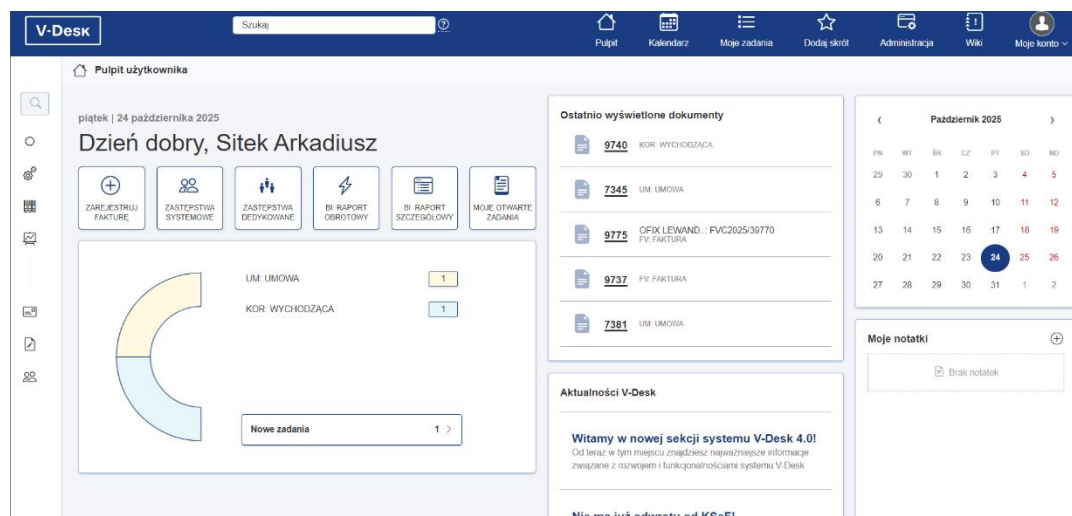 V-DESK
Szukaj
Pulpit
Kalendarz
Moje zadania
Dodaj skrót
Administracja
Wiki
Moje konto
Pulpit użytkownika
piątek | 24 października 2025
Dzień dobry, Sitek Arkadiusz
ZAREJESTRUJ
FAKTURĘ
ZASTĘPSTWA
SYSTEMOWE
ZASTĘPSTWA
DEDYKOWANE
BI: RAPORT
OBROTOWY
BI: RAPORT
SZCZEGÓŁOWY
MOJE OTWARTE
ZADANIA
UM: UMOWA 1
KOR: WYCHODZĄCA 1
Nowe zadania 1
Ostatnio wyświetlone dokumenty
9740 KOR: WYCHODZĄCA
7345 UM: UMOWA
9775 OFIX LEWAND..: FVC2025/39770
FV: FAKTURA
9737 FV: FAKTURA
7381 UM: UMOWA
Aktualności V-Desk
Witamy w nowej sekcji systemu V-Desk 4.0!
Od teraz w tym miejscu znajdziesz najważniejsze informacje
związane z rozwojem i funkcjonalnościami systemu V-Desk.
Nie ma już odwrotu od KSeF!
Październik 2025
PN WT ŚR CZ PT SO ND
29 30 1 2 3 4 5
6 7 8 9 10 11 12
13 14 15 16 17 18 19
20 21 22 23 24 25 26
27 28 29 30 31 1 2
Moje notatki
Brak notatek